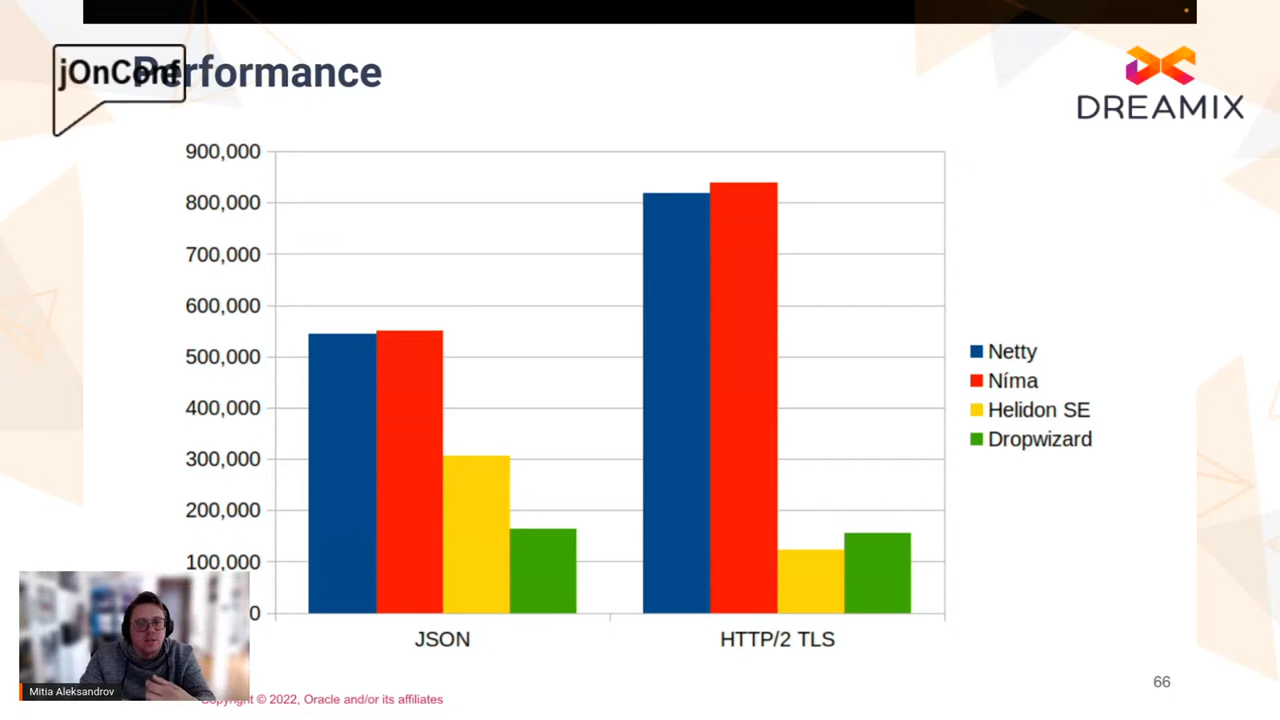 jOnConf
Performance
DREAMIX
900,000
800,000
700,000
600,000
500,000
400,000
300,000
200,000
100,000
0
JSON
HTTP/2 TLS
Netty
Níma
Helidon SE
Dropwizard
Mitia Aleksandrov
Copyright © 2022, Oracle and/or its affiliates
66